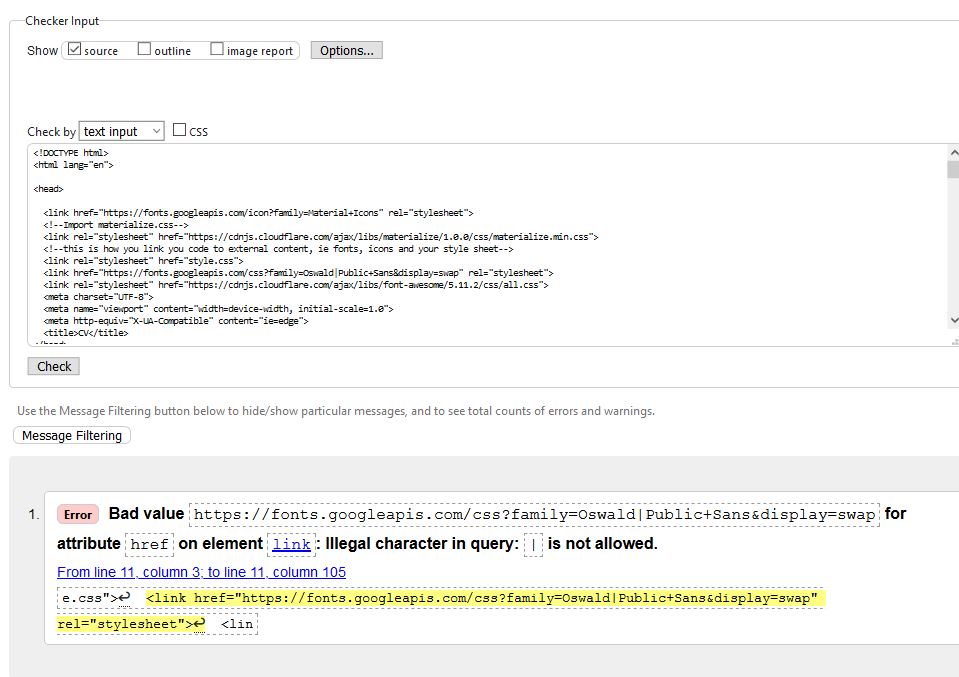 Checker Input
Show source outline image report Options...
Check by text input CSS
<!DOCTYPE html>
<html lang="en">
<head>
<link href="https://fonts.googleapis.com/icon?family=Material+Icons" rel="stylesheet">
<!--Import materialize.css-->
<link rel="stylesheet" href="https://cdnjs.cloudflare.com/ajax/libs/materialize/1.0.0/css/materialize.min.css">
<!--this is how you link you code to external content, ie fonts, icons and your style sheet-->
<link rel="stylesheet" href="style.css">
<link href="https://fonts.googleapis.com/css?family=Oswald|Public+Sans&display=swap" rel="stylesheet">
<link rel="stylesheet" href="https://cdnjs.cloudflare.com/ajax/libs/font-awesome/5.11.2/css/all.css">
<meta charset="UTF-8">
<meta name="viewport" content="width=device-width, initial-scale=1.0">
<meta http-equiv="X-UA-Compatible" content="ie=edge">
<title>CV</title>
</head>
Check
Use the Message Filtering button below to hide/show particular messages, and to see total counts of errors and warnings.
Message Filtering
1. Error Bad value https://fonts.googleapis.com/css?family=Oswald|Public+Sans&display=swap for
attribute href on element link: Illegal character in query: | is not allowed.
From line 11, column 3; to line 11, column 105
e.css">↩ <link href="https://fonts.googleapis.com/css?family=Oswald|Public+Sans&display=swap"
rel="stylesheet">↩ <lin